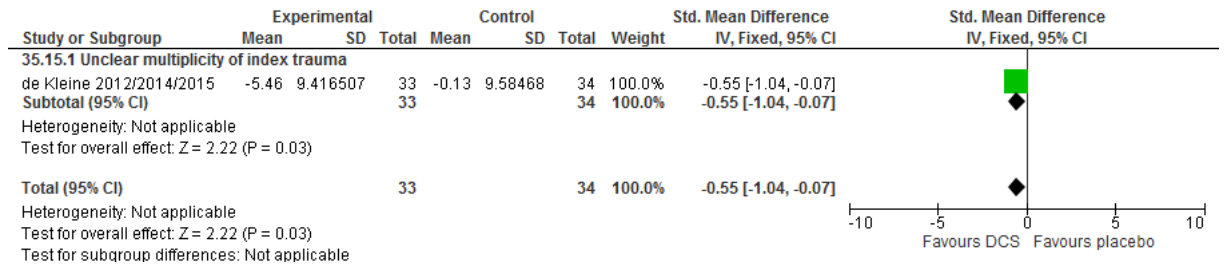 Experimental Control Std. Mean Difference Std. Mean Difference
Study or Subgroup Mean SD Total Mean SD Total Weight IV, Fixed, 95% CI IV, Fixed, 95% CI
35.15.1 Unclear multiplicity of index trauma
de Kleine 2012/2014/2015 -5.46 9.416507 33 -0.13 9.58468 34 100.0% -0.55 [-1.04, -0.07]
Subtotal (95% CI) 33 34 100.0% -0.55 [-1.04, -0.07]
Heterogeneity: Not applicable
Test for overall effect: Z = 2.22 (P = 0.03)
Total (95% CI) 33 34 100.0% -0.55 [-1.04, -0.07]
Heterogeneity: Not applicable
Test for overall effect: Z = 2.22 (P = 0.03)
Test for subgroup differences: Not applicable
-10 -5 0 5 10
Favours DCS Favours placebo